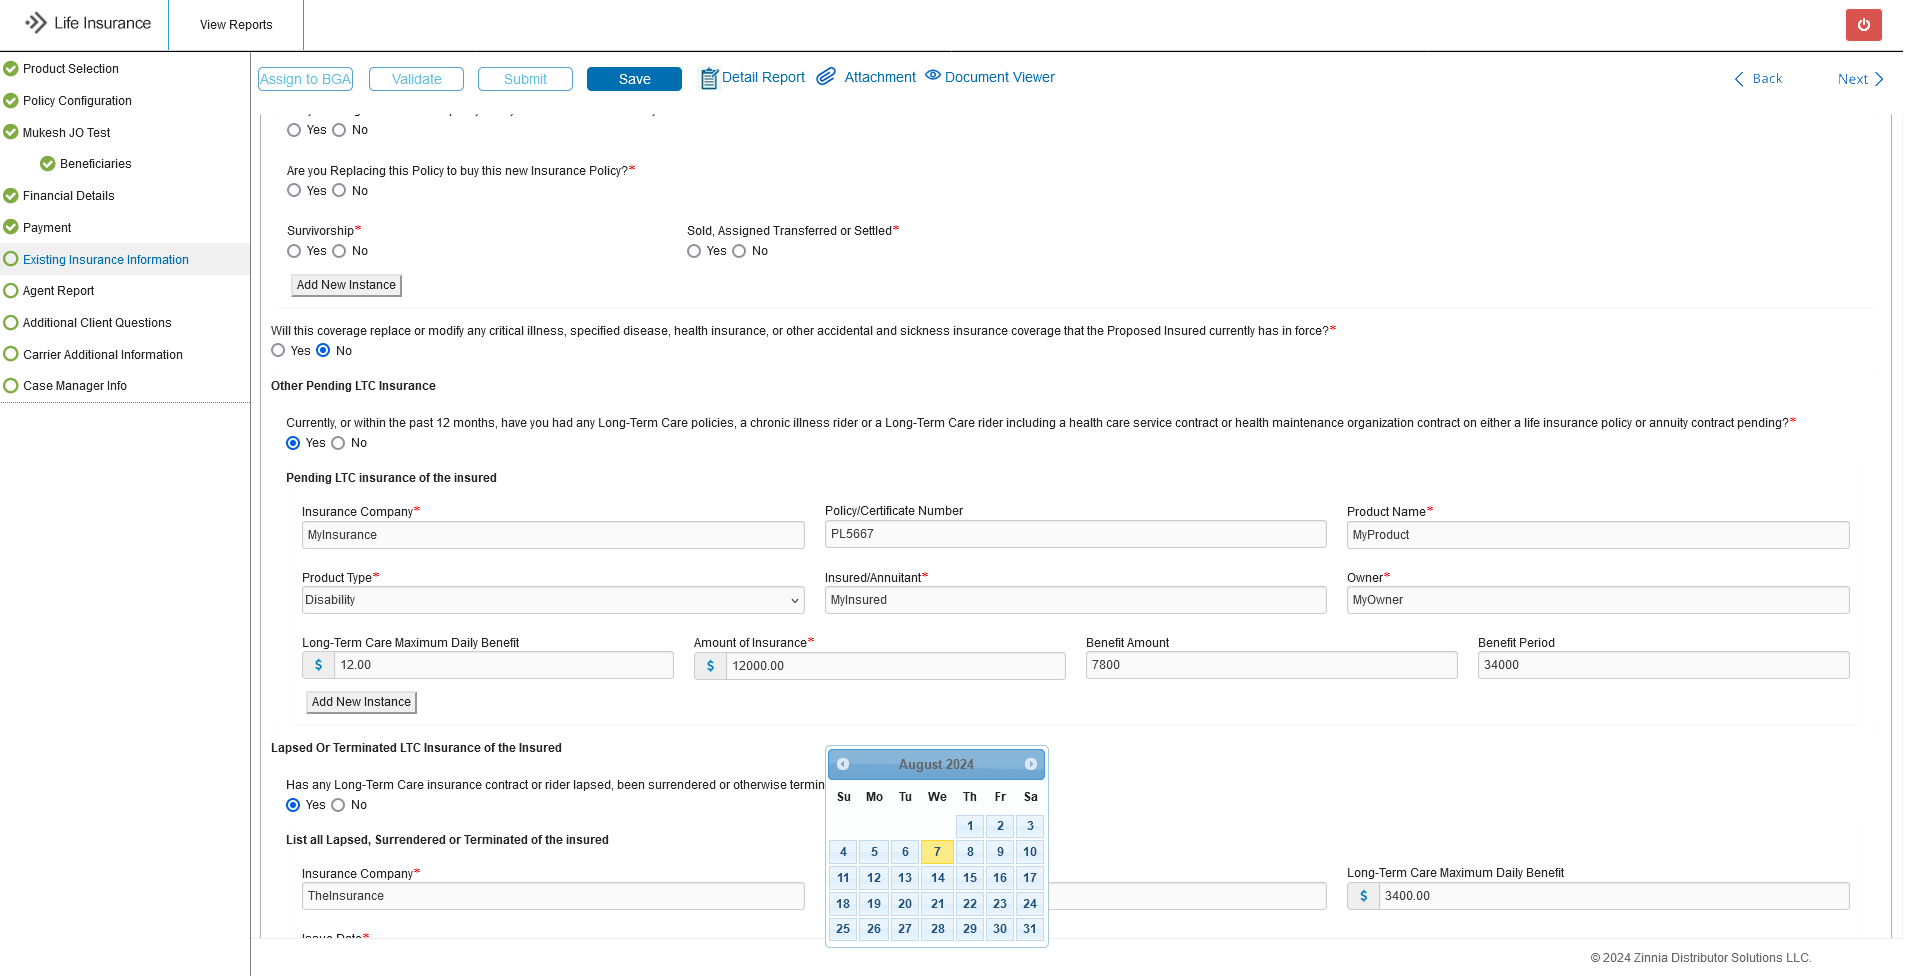 Life Insurance
View Reports
Product Selection
Policy Configuration
Mukesh JO Test
Beneficiaries
Financial Details
Payment
Existing Insurance Information
Agent Report
Additional Client Questions
Carrier Additional Information
Case Manager Info
Assign to BGA Validate Submit Save Detail Report Attachment Document Viewer Back Next
Yes No
Are you Replacing this Policy to buy this new Insurance Policy?*
Yes No
Survivorship* Sold, Assigned Transferred or Settled*
Yes No Yes No
Add New Instance
Will this coverage replace or modify any critical illness, specified disease, health insurance, or other accidental and sickness insurance coverage that the Proposed Insured currently has in force?*
Yes No
Other Pending LTC Insurance
Currently, or within the past 12 months, have you had any Long-Term Care policies, a chronic illness rider or a Long-Term Care rider including a health care service contract or health maintenance organization contract on either a life insurance policy or annuity contract pending?*
Yes No
Pending LTC insurance of the insured
Insurance Company* Policy/Certificate Number Product Name*
MyInsurance PL5667 MyProduct
Product Type* Insured/Annuitant* Owner*
Disability MyInsured MyOwner
Long-Term Care Maximum Daily Benefit Amount of Insurance* Benefit Amount Benefit Period
$ 12.00 $ 12000.00 7800 34000
Add New Instance
Lapsed Or Terminated LTC Insurance of the Insured
Has any Long-Term Care insurance contract or rider lapsed, been surrendered or otherwise termin
Yes No
List all Lapsed, Surrendered or Terminated of the insured
Insurance Company* Long-Term Care Maximum Daily Benefit
TheInsurance $ 3400.00
Issue Date*
August 2024
Su Mo Tu We Th Fr Sa
1 2 3
4 5 6 7 8 9 10
11 12 13 14 15 16 17
18 19 20 21 22 23 24
25 26 27 28 29 30 31
© 2024 Zinnia Distributor Solutions LLC.